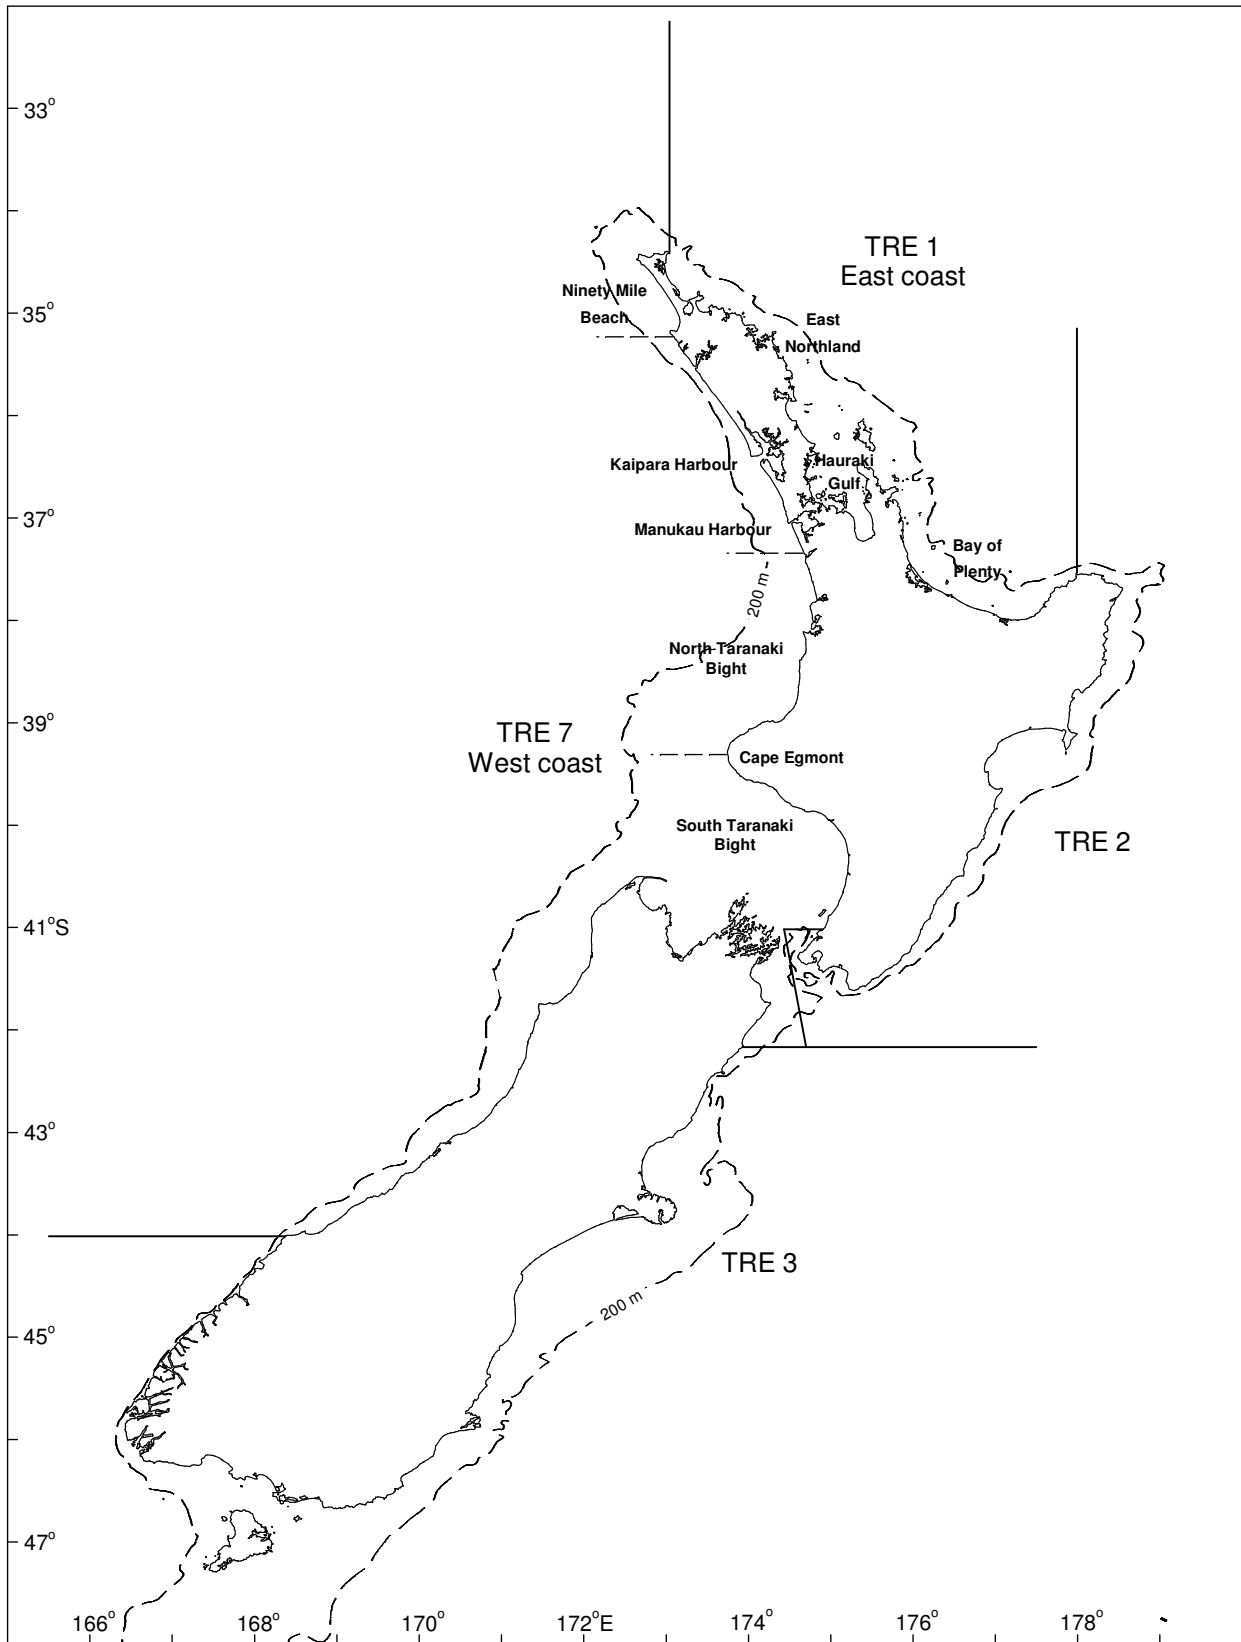 33°
TRE 1
East coast
Ninety Mile
Beach
35°
East
Northland
Kaipara Harbour
Hauraki
Gulf
37°
Manukau Harbour
Bay of
Plenty
200 m
North Taranaki
Bight
39°
TRE 7
West coast
Cape Egmont
South Taranaki
Bight
TRE 2
41°S
43°
TRE 3
200 m
45°
47°
166°
168°
170°
172°E
174°
176°
178°